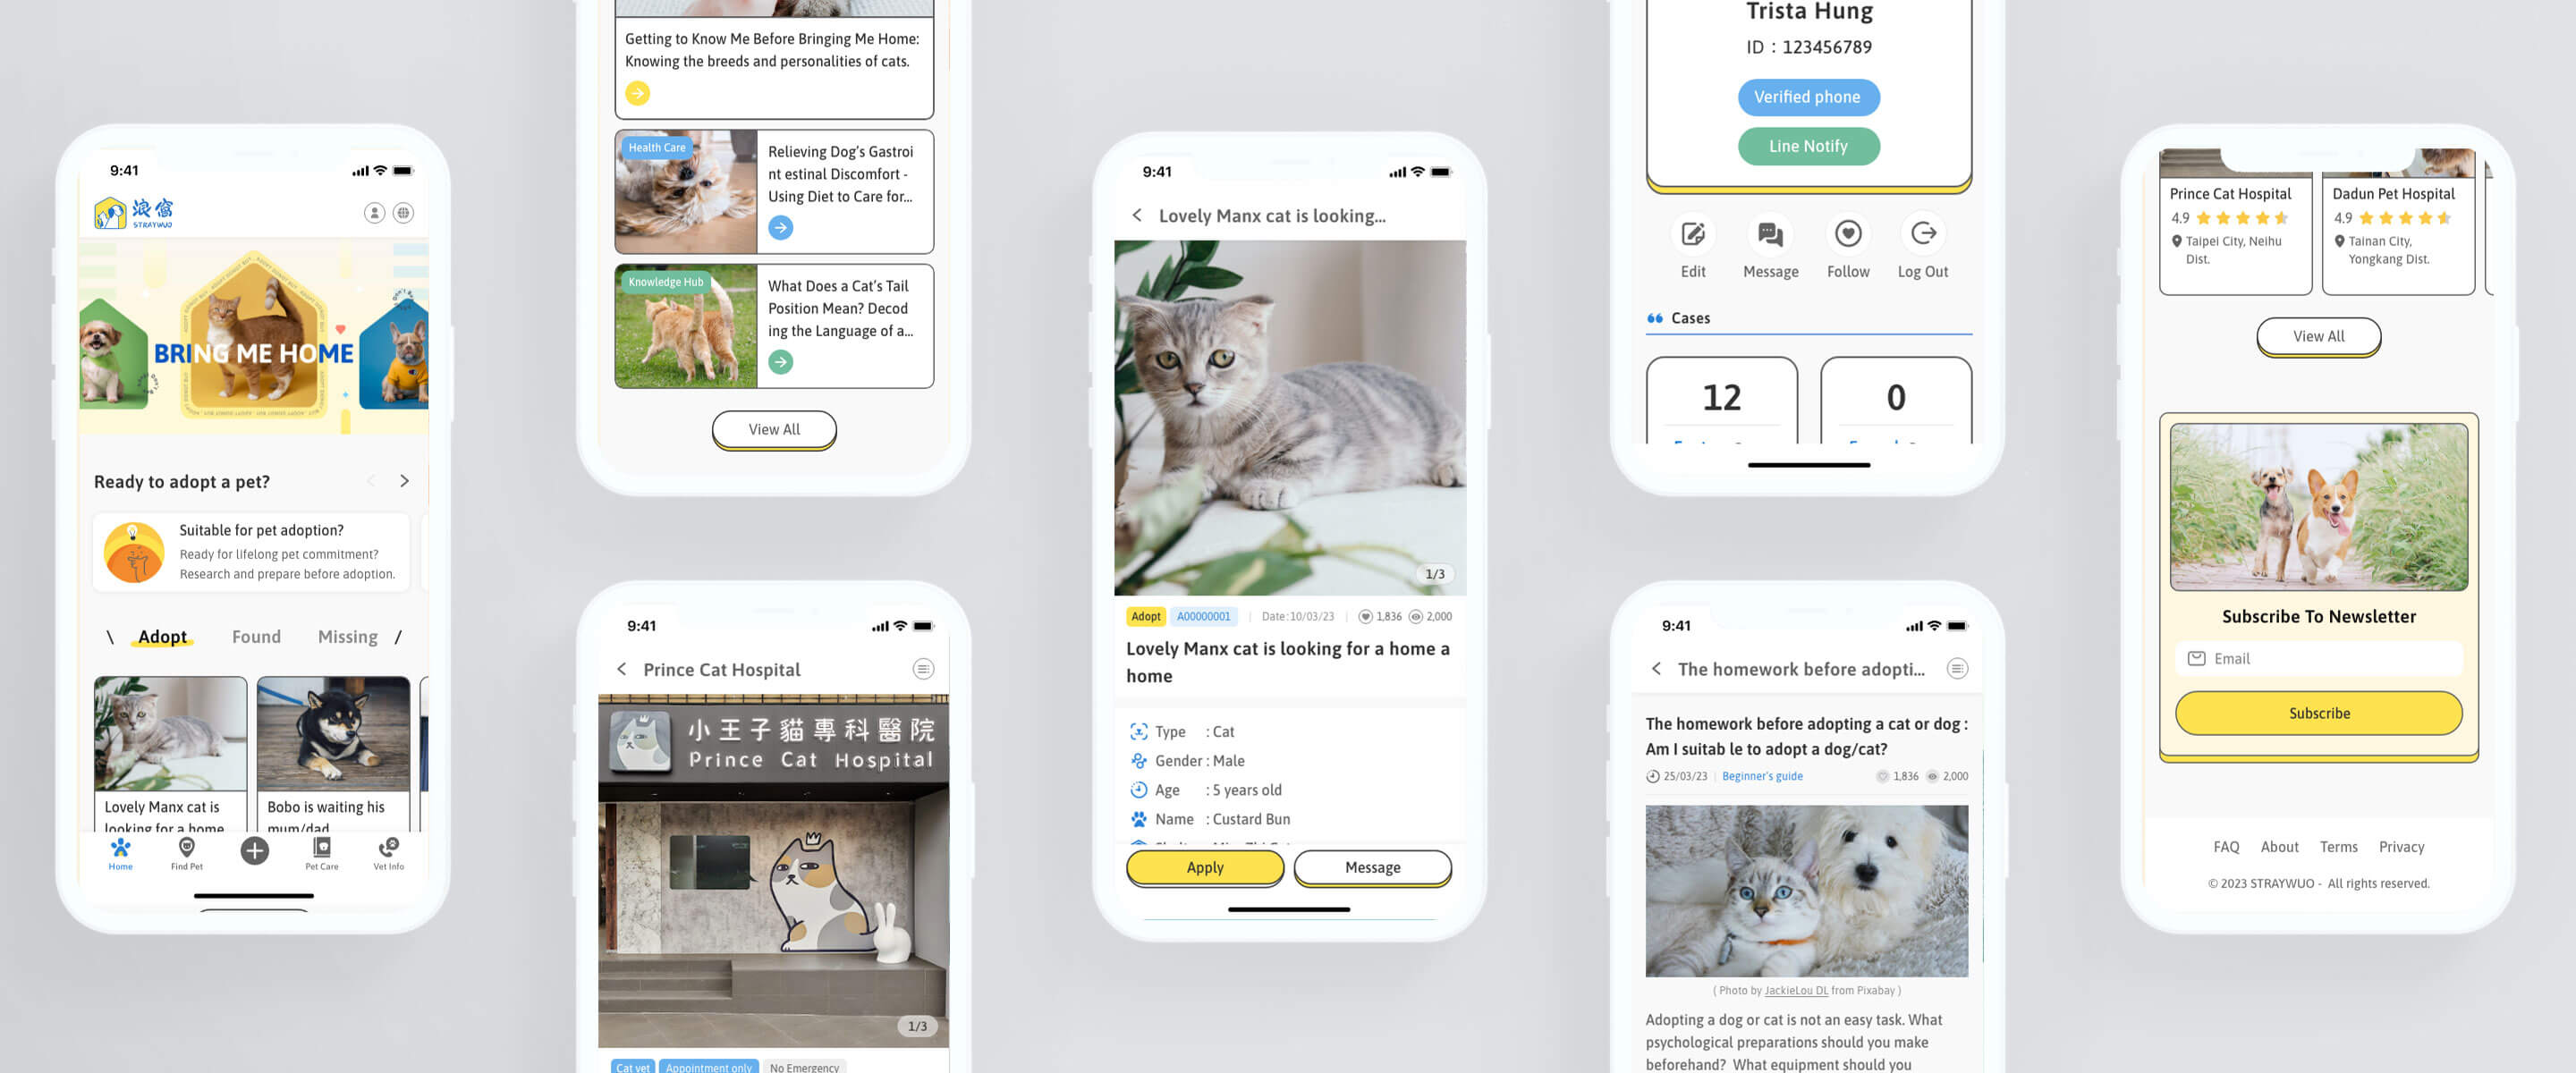 9:41
浪窩
STRAYWUO
BRING ME HOME
Ready to adopt a pet?
Suitable for pet adoption?
Ready for lifelong pet commitment?
Research and prepare before adoption.
\ Adopt Found Missing /
Lovely Manx cat is
looking for a home
Bobo is waiting his
mum/dad
Home Find Pet Pet Care Vet Info
Getting to Know Me Before Bringing Me Home:
Knowing the breeds and personalities of cats.
Health Care
Relieving Dog's Gastroi
nt estinal Discomfort -
Using Diet to Care for...
Knowledge Hub
What Does a Cat's Tail
Position Mean? Decod
ing the Language of a...
View All
9:41
Prince Cat Hospital
小王子貓專科醫院
Prince Cat Hospital
1/3
Cat vet Appointment only No Emergency
9:41
Lovely Manx cat is looking...
1/3
Adopt A00000001 | Date:10/03/23 | 1,836 2,000
Lovely Manx cat is looking for a home a
home
Type : Cat
Gender : Male
Age : 5 years old
Name : Custard Bun
Apply Message
Trista Hung
ID : 123456789
Verified phone
Line Notify
Edit Message Follow Log Out
Cases
12 0
9:41
The homework before adopti...
The homework before adopting a cat or dog :
Am I suitab le to adopt a dog/cat?
25/03/23 | Beginner's guide 1,836 2,000
( Photo by JackieLou DL from Pixabay )
Adopting a dog or cat is not an easy task. What
psychological preparations should you make
beforehand? What equipment should you
Prince Cat Hospital
4.9
Taipei City, Neihu
Dist.
Dadun Pet Hospital
4.9
Tainan City,
Yongkang Dist.
View All
Subscribe To Newsletter
Email
Subscribe
FAQ About Terms Privacy
© 2023 STRAYWUO - All rights reserved.